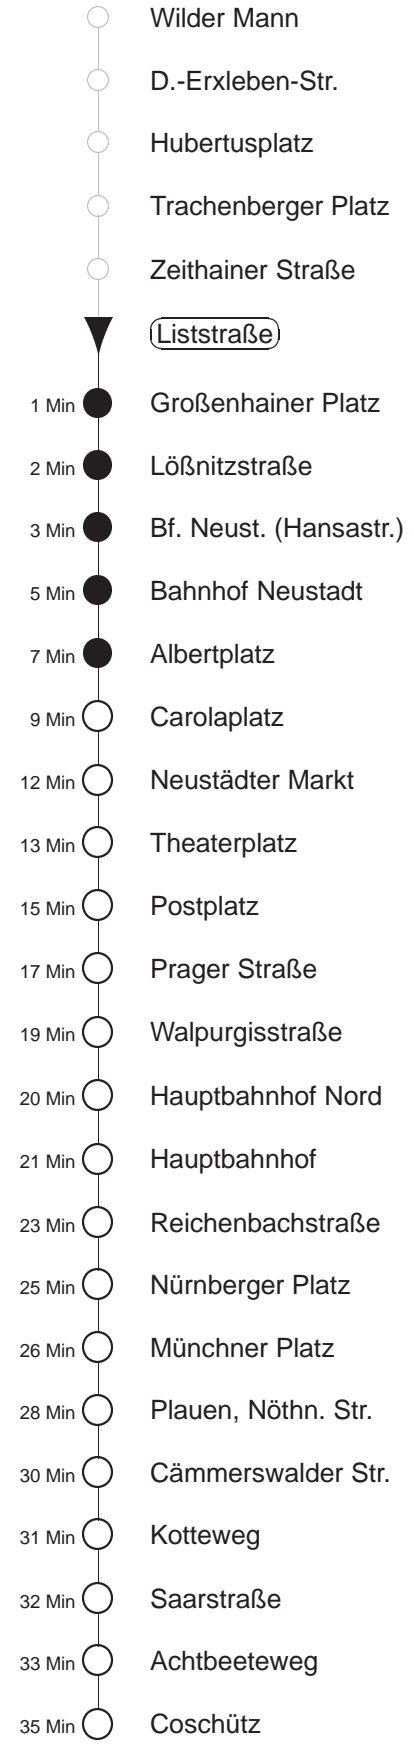 Wilder Mann
D.-Erxleben-Str.
Hubertusplatz
Trachenberger Platz
Zeithainer Straße
Liststraße
1 Min Großenhainer Platz
2 Min Lößnitzstraße
3 Min Bf. Neust. (Hansastr.)
5 Min Bahnhof Neustadt
7 Min Albertplatz
9 Min Carolaplatz
12 Min Neustädter Markt
13 Min Theaterplatz
15 Min Postplatz
17 Min Prager Straße
19 Min Walpurgisstraße
20 Min Hauptbahnhof Nord
21 Min Hauptbahnhof
23 Min Reichenbachstraße
25 Min Nürnberger Platz
26 Min Münchner Platz
28 Min Plauen, Nöthn. Str.
30 Min Cämmerswalder Str.
31 Min Kotteweg
32 Min Saarstraße
33 Min Achtbeeteweg
35 Min Coschütz